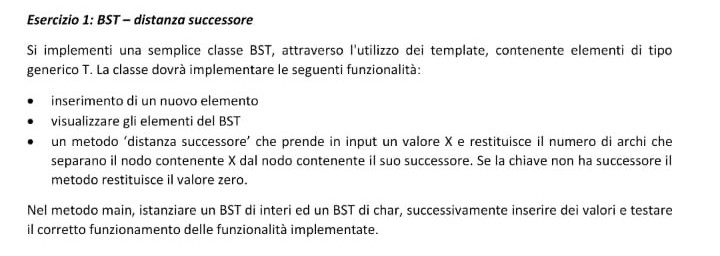 Esercizio 1: BST – distanza successore
Si implementi una semplice classe BST, attraverso l'utilizzo dei template, contenente elementi di tipo
generico T. La classe dovrà implementare le seguenti funzionalità:
• inserimento di un nuovo elemento
• visualizzare gli elementi del BST
• un metodo ‘distanza successore’ che prende in input un valore X e restituisce il numero di archi che
separano il nodo contenente X dal nodo contenente il suo successore. Se la chiave non ha successore il
metodo restituisce il valore zero.
Nel metodo main, istanziare un BST di interi ed un BST di char, successivamente inserire dei valori e testare
il corretto funzionamento delle funzionalità implementate.